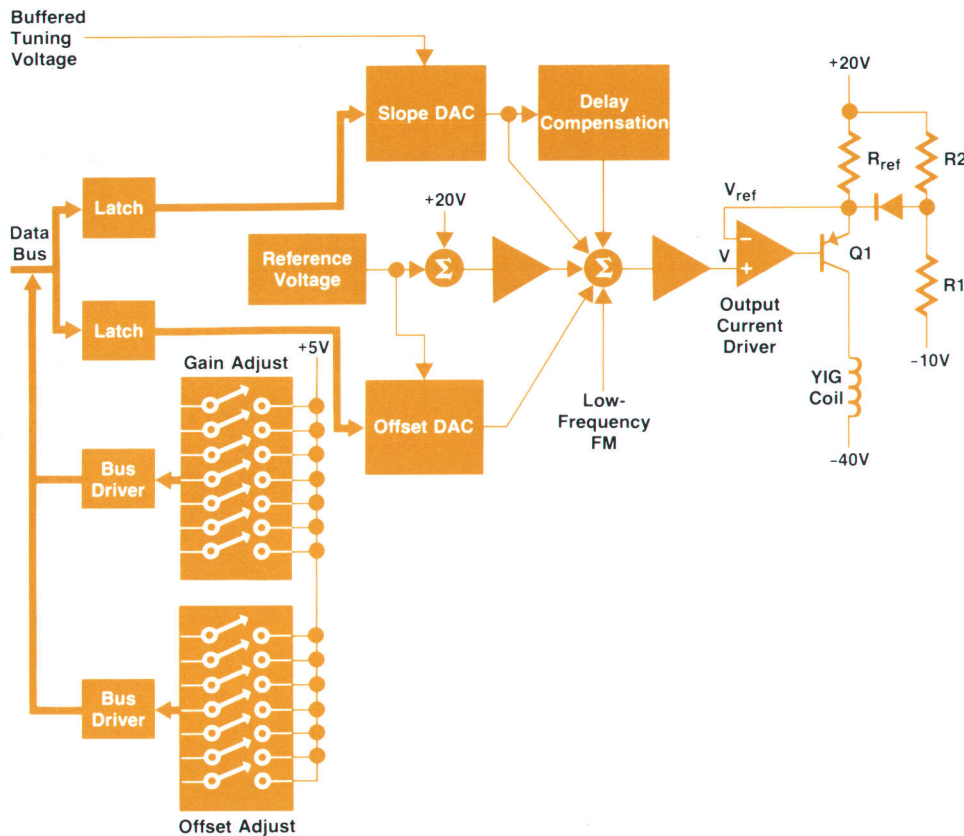 Buffered
Tuning
Voltage
Slope DAC
Delay
Compensation
+20V
Rref
R2
Latch
+20V
Vref
Data
Bus
Reference
Voltage
Σ
Σ
V
−
+
Q1
R1
Latch
Output
Current
Driver
+5V
Gain Adjust
−10V
Offset DAC
Low-
Frequency
FM
YIG
Coil
−40V
Bus
Driver
Bus
Driver
Offset Adjust